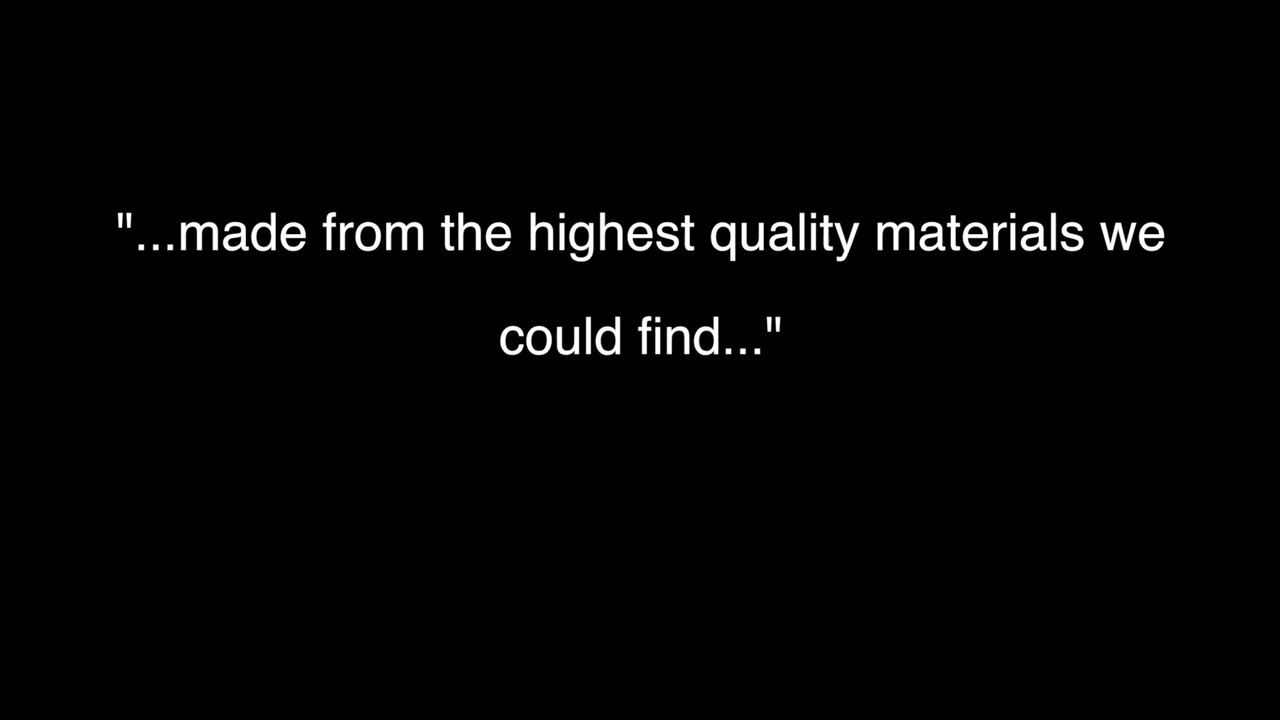 "...made from the highest quality materials we
could find..."